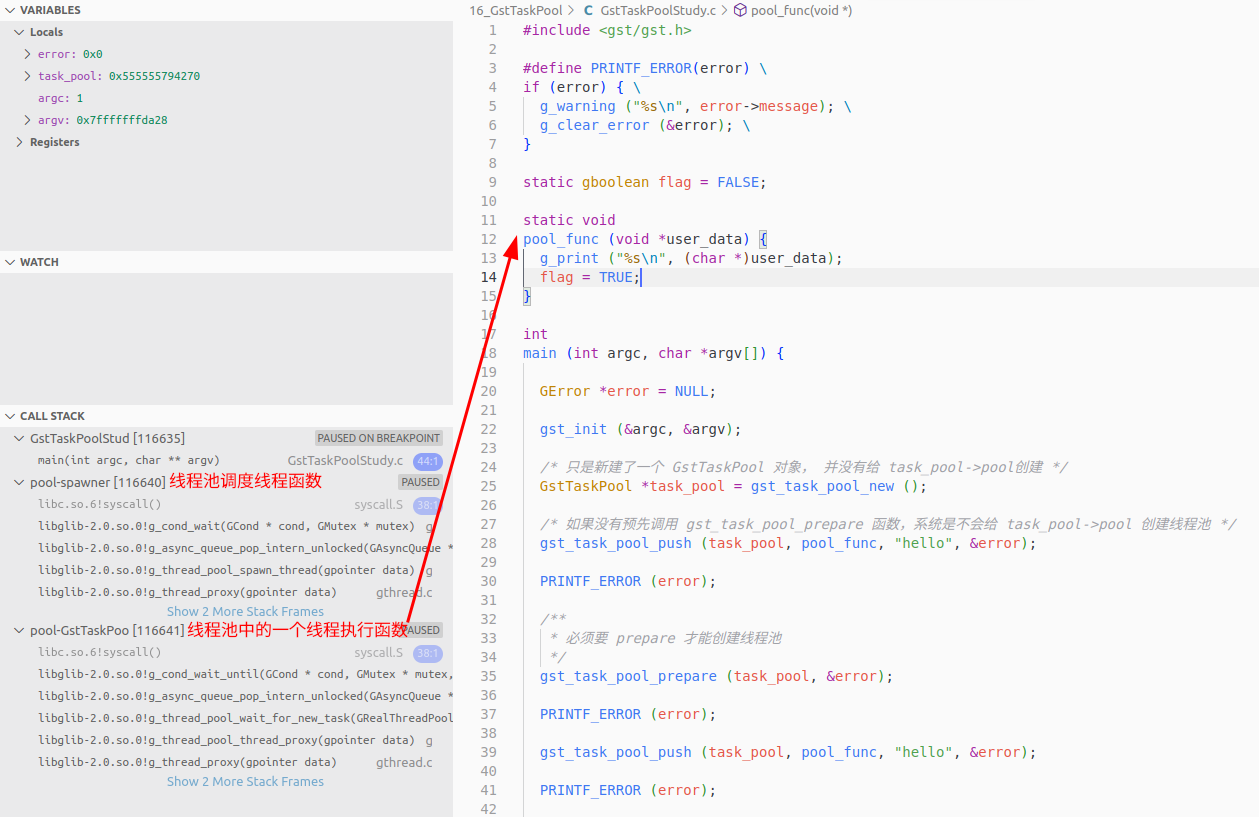 VARIABLES
Locals
error: 0x0
task_pool: 0x555555794270
argc: 1
argv: 0x7fffffffda28
Registers
WATCH
CALL STACK
GstTaskPoolStud [116635] PAUSED ON BREAKPOINT
main(int argc, char ** argv) GstTaskPoolStudy.c 44:1
pool-spawner [116640] 线程池调度线程函数 PAUSED
libc.so.6!syscall() syscall.S 38:1
libglib-2.0.so.0!g_cond_wait(GCond * cond, GMutex * mutex) g
libglib-2.0.so.0!g_async_queue_pop_intern_unlocked(GAsyncQueue *
libglib-2.0.so.0!g_thread_pool_spawn_thread(gpointer data) g
libglib-2.0.so.0!g_thread_proxy(gpointer data) gthread.c
Show 2 More Stack Frames
pool-GstTaskPoo [116641] 线程池中的一个线程执行函数 PAUSED
libc.so.6!syscall() syscall.S 38:1
libglib-2.0.so.0!g_cond_wait_until(GCond * cond, GMutex * mutex,
libglib-2.0.so.0!g_async_queue_pop_intern_unlocked(GAsyncQueue *
libglib-2.0.so.0!g_thread_pool_wait_for_new_task(GRealThreadPool
libglib-2.0.so.0!g_thread_pool_thread_proxy(gpointer data) g
libglib-2.0.so.0!g_thread_proxy(gpointer data) gthread.c
Show 2 More Stack Frames
16_GstTaskPool > C GstTaskPoolStudy.c > pool_func(void *)
1 #include <gst/gst.h>
2
3 #define PRINTF_ERROR(error) \
4 if (error) { \
5 g_warning ("%s\n", error->message); \
6 g_clear_error (&error); \
7 }
8
9 static gboolean flag = FALSE;
10
11 static void
12 pool_func (void *user_data) {
13 g_print ("%s\n", (char *)user_data);
14 flag = TRUE;
15 }
16
17 int
18 main (int argc, char *argv[]) {
19
20 GError *error = NULL;
21
22 gst_init (&argc, &argv);
23
24 /* 只是新建了一个 GstTaskPool 对象， 并没有给 task_pool->pool创建 */
25 GstTaskPool *task_pool = gst_task_pool_new ();
26
27 /* 如果没有预先调用 gst_task_pool_prepare 函数，系统是不会给 task_pool->pool 创建线程池 */
28 gst_task_pool_push (task_pool, pool_func, "hello", &error);
29
30 PRINTF_ERROR (error);
31
32 /**
33 * 必须要 prepare 才能创建线程池
34 */
35 gst_task_pool_prepare (task_pool, &error);
36
37 PRINTF_ERROR (error);
38
39 gst_task_pool_push (task_pool, pool_func, "hello", &error);
40
41 PRINTF_ERROR (error);
42